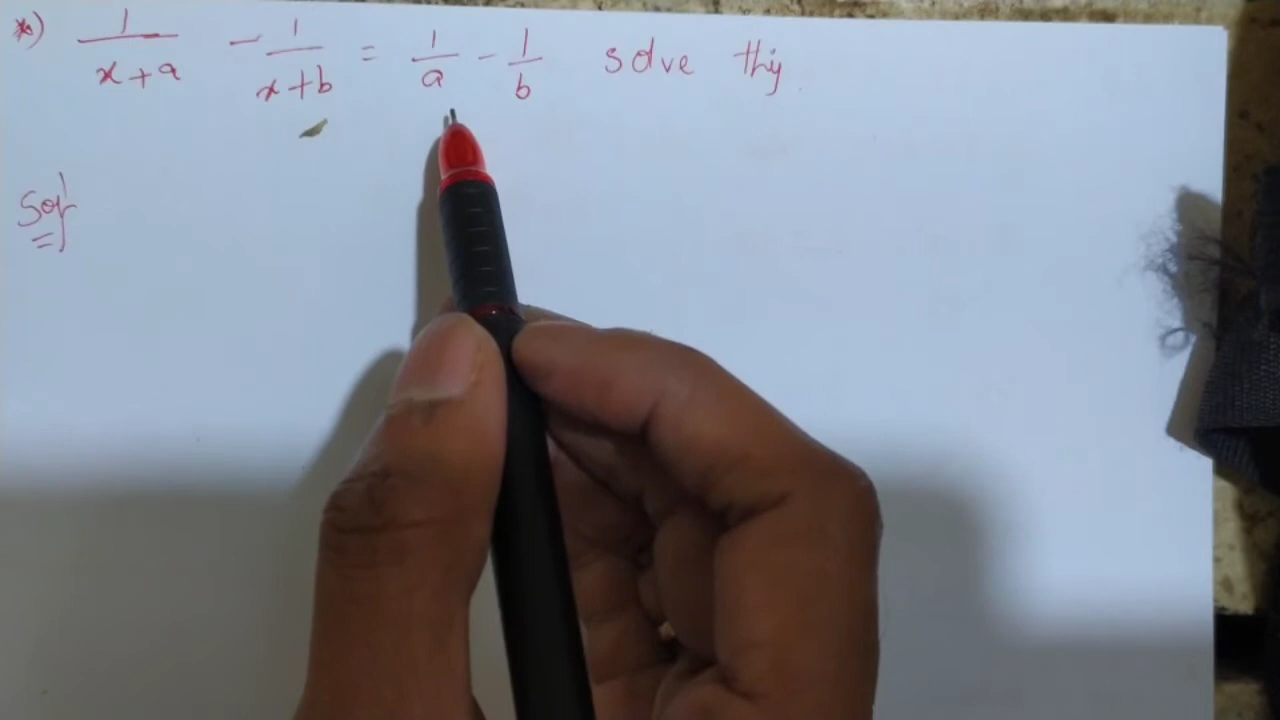 *) 1/(x+a) - 1/(x+b) = 1/a - 1/b solve this
Sol